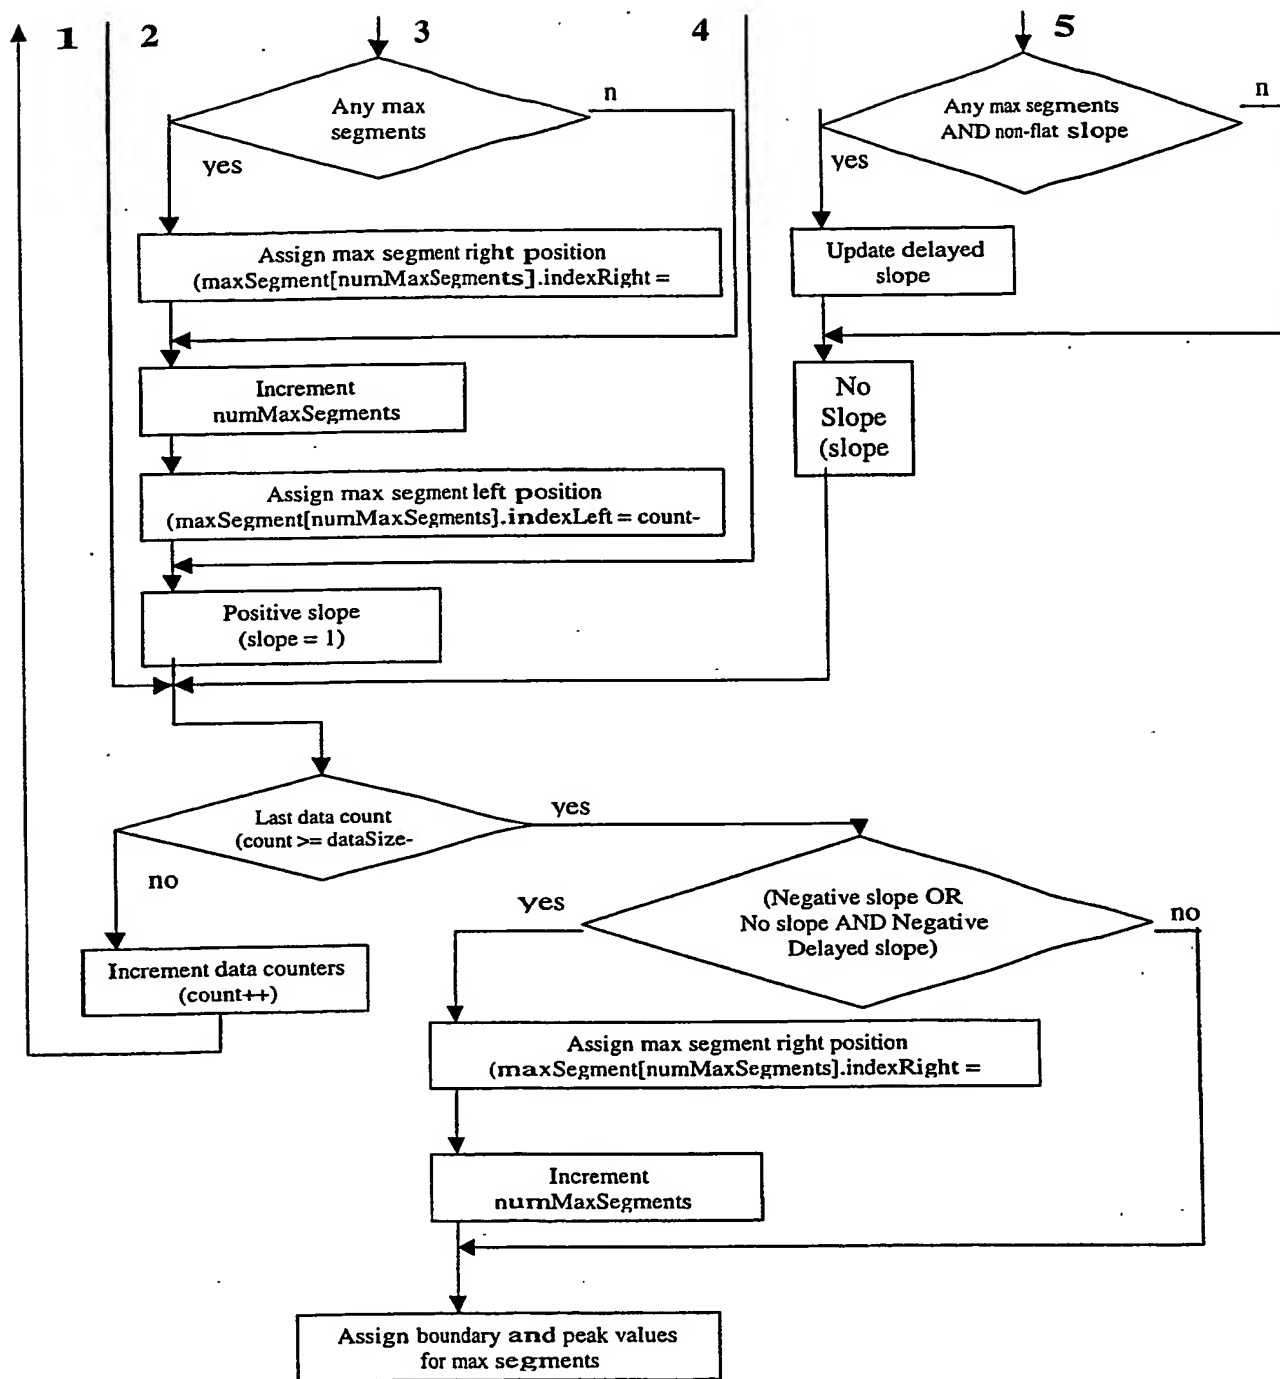 1
2
3
4
5
Any max
segments
n
yes
Any max segments
AND non-flat slope
n
yes
Assign max segment right position
(maxSegment[numMaxSegments].indexRight =
Update delayed
slope
Increment
numMaxSegments
No
Slope
(slope
Assign max segment left position
(maxSegment[numMaxSegments].indexLeft = count-
Positive slope
(slope = 1)
Last data count
(count >= dataSize-
yes
no
(Negative slope OR
No slope AND Negative
Delayed slope)
yes
no
Increment data counters
(count++)
Assign max segment right position
(maxSegment[numMaxSegments].indexRight =
Increment
numMaxSegments
Assign boundary and peak values
for max segments